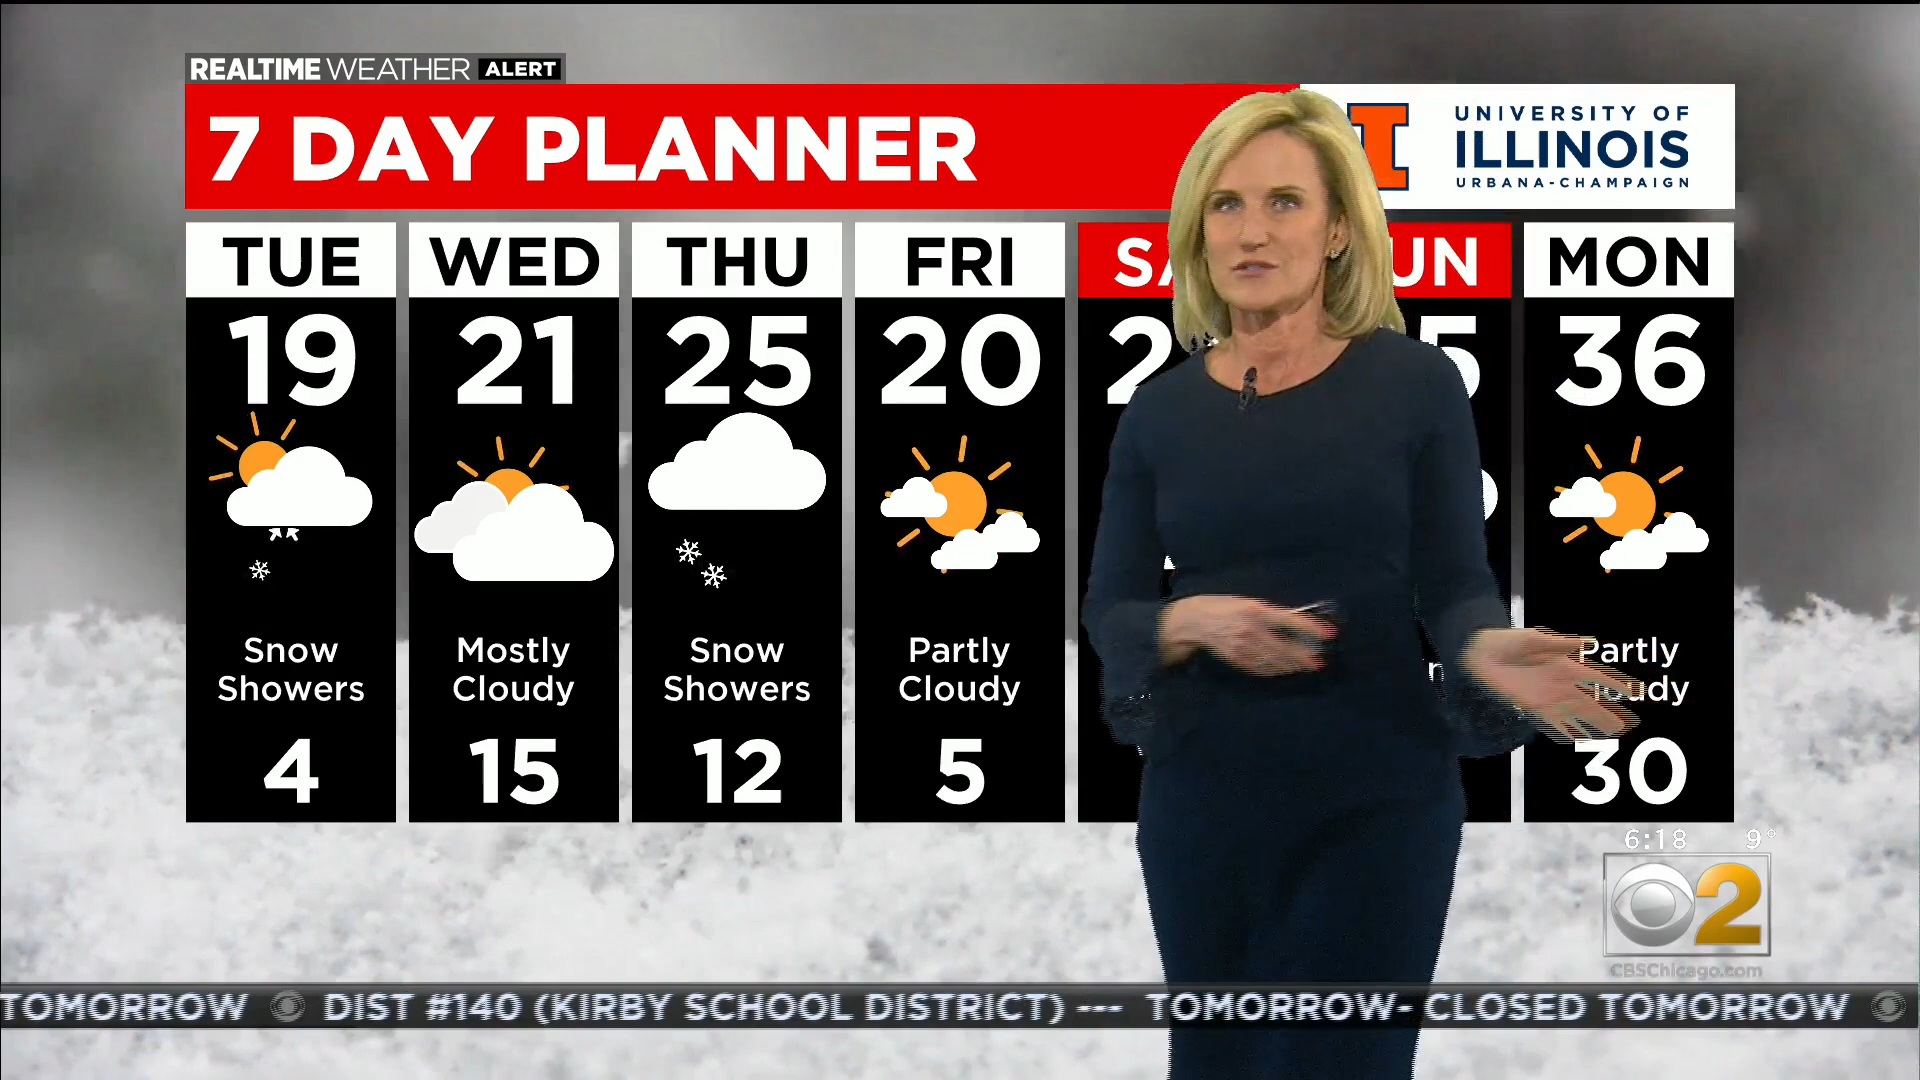 REALTIME WEATHER ALERT
7 DAY PLANNER
UNIVERSITY OF
ILLINOIS
URBANA-CHAMPAIGN
TUE WED THU FRI MON
19 21 25 20 36
Snow Showers
Mostly Cloudy
Snow Showers
Partly Cloudy
Partly Cloudy
4 15 12 5 30
6:18 9°
2
CBSChicago.com
TOMORROW DIST #140 (KIRBY SCHOOL DISTRICT) --- TOMORROW- CLOSED TOMORROW